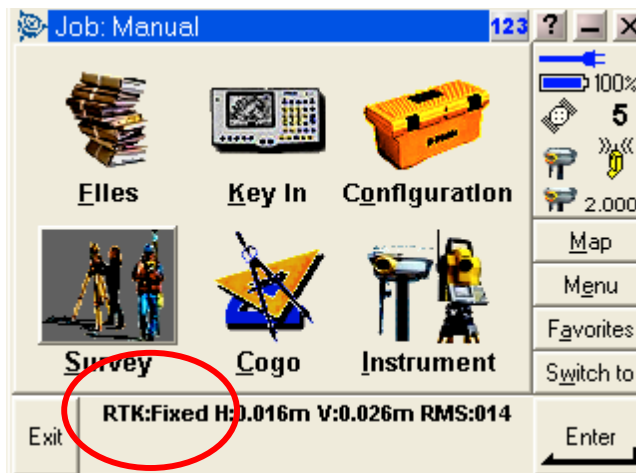 Job: Manual 123 ?
100%
5
2.000
Files Key In Configuration
Map
Menu
Favorites
Survey Cogo Instrument
Switch to
RTK:Fixed H:0.016m V:0.026m RMS:014
Exit Enter